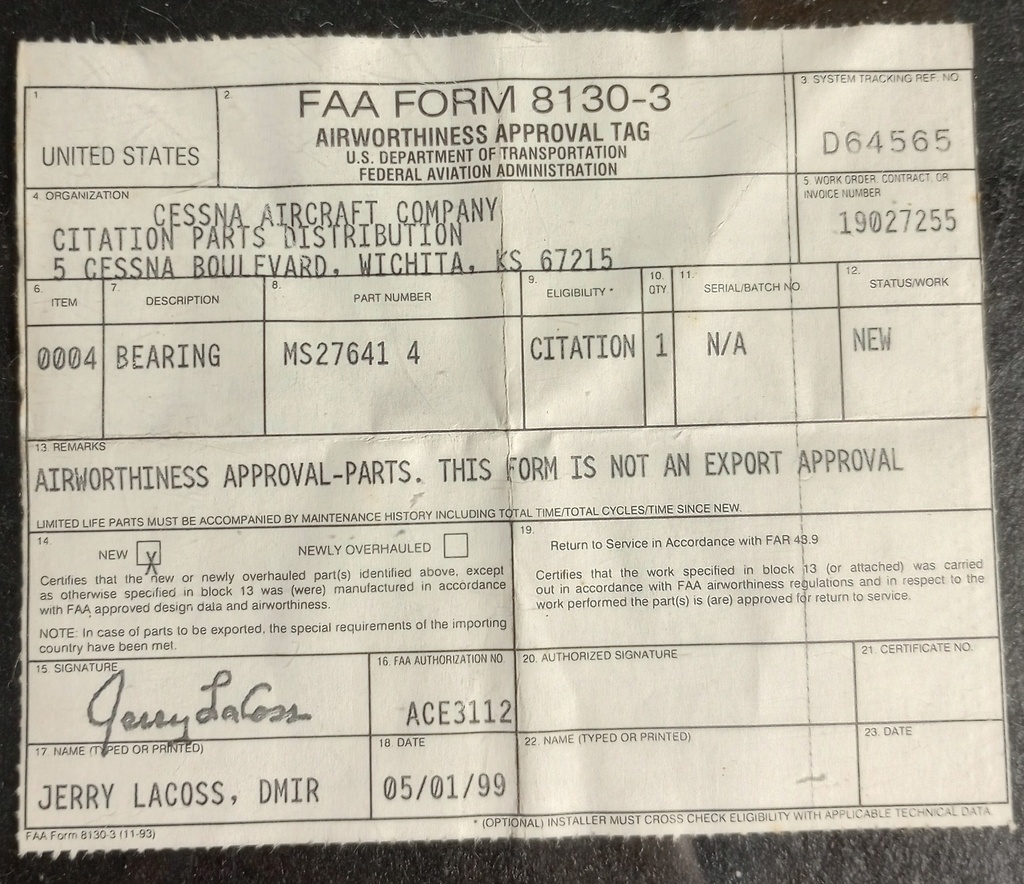 1.
UNITED STATES
2.
FAA FORM 8130-3
AIRWORTHINESS APPROVAL TAG
U.S. DEPARTMENT OF TRANSPORTATION
FEDERAL AVIATION ADMINISTRATION
3. SYSTEM TRACKING REF. NO.
D64565
4 ORGANIZATION
CESSNA AIRCRAFT COMPANY
CITATION PARTS DISTRIBUTION
5 CESSNA BOULEVARD, WICHITA, KS 67215
5. WORK ORDER, CONTRACT, OR
INVOICE NUMBER
19027255
6. ITEM
7. DESCRIPTION
8. PART NUMBER
9. ELIGIBILITY *
10. QTY
11. SERIAL/BATCH NO
12. STATUS/WORK
0004 BEARING MS27641 4 CITATION 1 N/A NEW
13. REMARKS
AIRWORTHINESS APPROVAL-PARTS. THIS FORM IS NOT AN EXPORT APPROVAL
LIMITED LIFE PARTS MUST BE ACCOMPANIED BY MAINTENANCE HISTORY INCLUDING TOTAL TIME/TOTAL CYCLES/TIME SINCE NEW.
14.
NEW X NEWLY OVERHAULED
Certifies that the new or newly overhauled part(s) identified above, except
as otherwise specified in block 13 was (were) manufactured in accordance
with FAA approved design data and airworthiness.
NOTE: In case of parts to be exported, the special requirements of the importing
country have been met.
19.
Return to Service in Accordance with FAR 43.9
Certifies that the work specified in block 13 (or attached) was carried
out in accordance with FAA airworthiness regulations and in respect to the
work performed the part(s) is (are) approved for return to service.
15. SIGNATURE
Jerry LaCoss
16. FAA AUTHORIZATION NO.
ACE3112
20. AUTHORIZED SIGNATURE
21. CERTIFICATE NO.
17. NAME (TYPED OR PRINTED)
JERRY LACOSS, DMIR
18. DATE
05/01/99
22. NAME (TYPED OR PRINTED)
23. DATE
FAA Form 8130-3 (11-93)
* (OPTIONAL) INSTALLER MUST CROSS CHECK ELIGIBILITY WITH APPLICABLE TECHNICAL DATA.